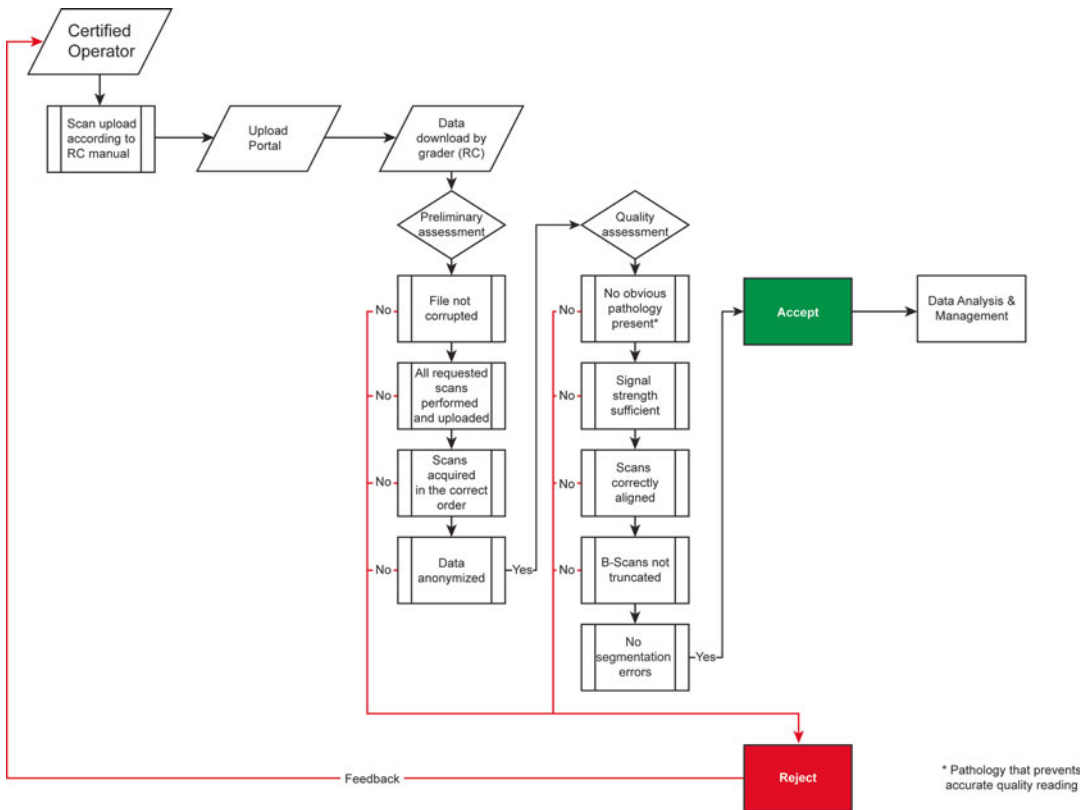 Certified
Operator
Scan upload
according to
RC manual
Upload
Portal
Data
download by
grader (RC)
Preliminary
assessment
Quality
assessment
File not
corrupted
No
All requested
scans
performed
and uploaded
No
Scans
acquired
in the correct
order
No
Data
anonymized
No
Yes
No obvious
pathology
present*
No
Signal
strength
sufficient
No
Scans
correctly
aligned
No
B-Scans not
truncated
No
No
segmentation
errors
Yes
Accept
Data Analysis &
Management
Reject
Feedback
* Pathology that prevents
accurate quality reading